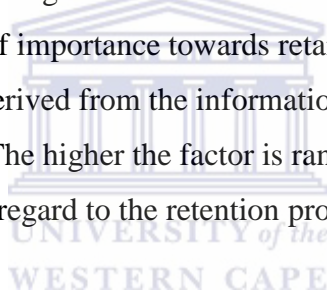 f importance towards reta
erived from the informatio
The higher the factor is ran
regard to the retention pro
UNIVERSITY of the
WESTERN CAPE